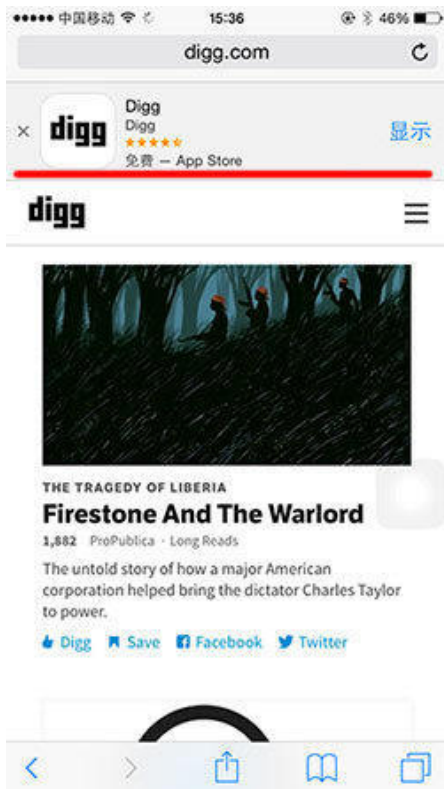 中国移动 15:36 46%
digg.com
digg
Digg
Digg
免费 — App Store
显示
digg
THE TRAGEDY OF LIBERIA
Firestone And The Warlord
1,882 ProPublica · Long Reads
The untold story of how a major American
corporation helped bring the dictator Charles Taylor
to power.
Digg Save Facebook Twitter